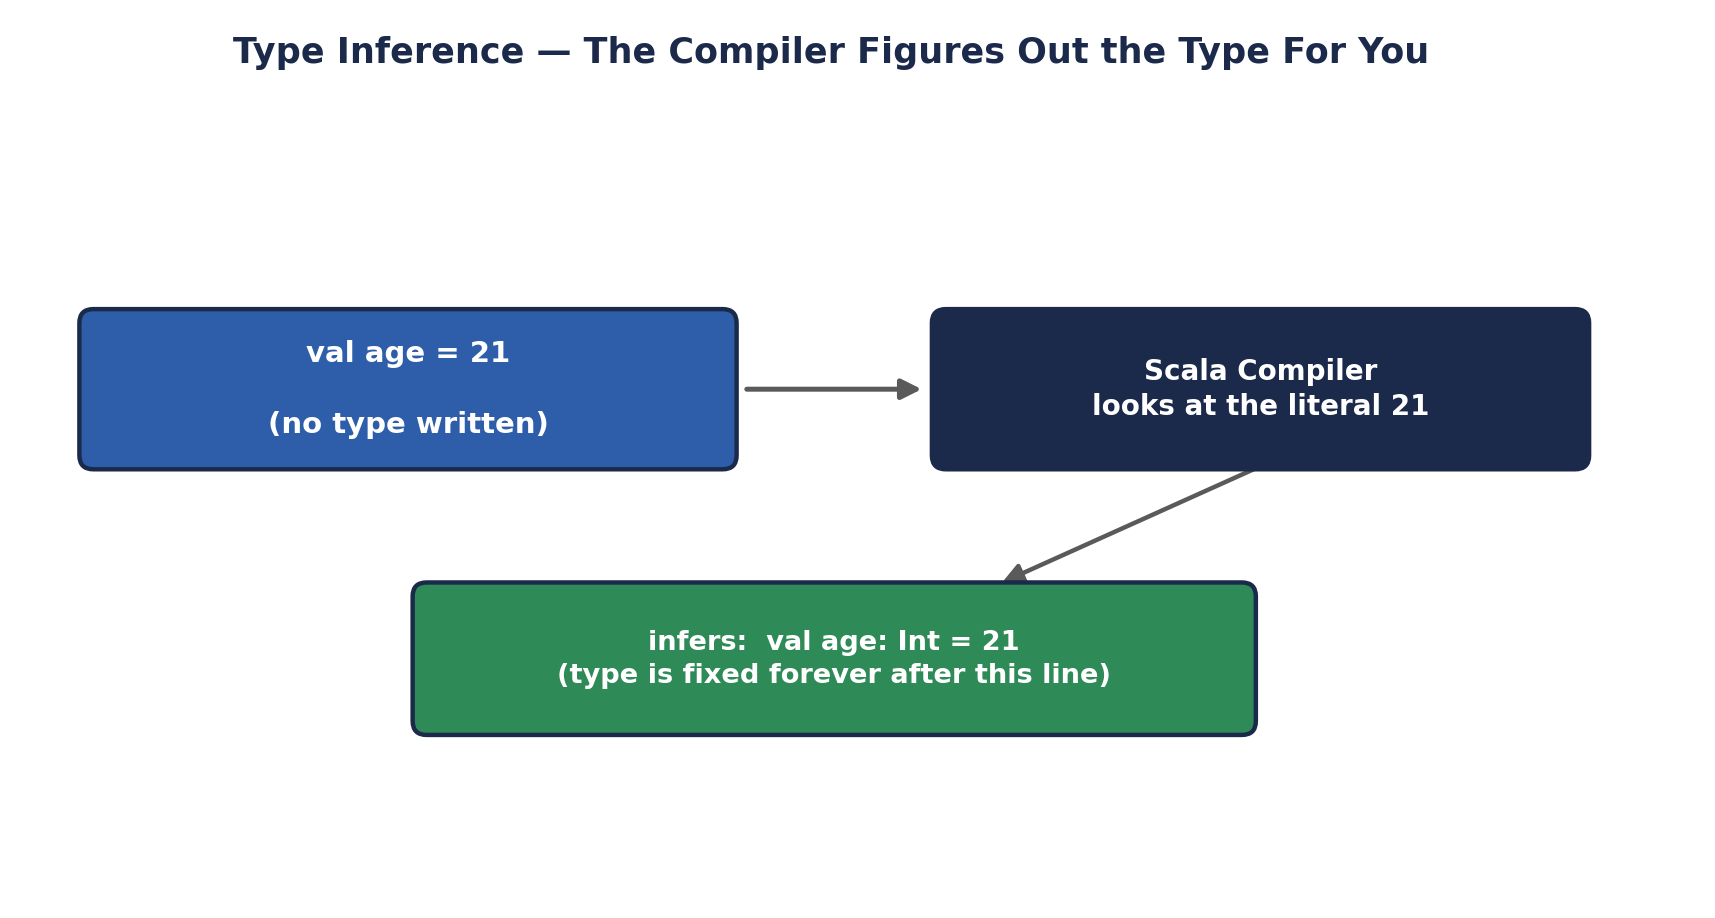 Type Inference — The Compiler Figures Out the Type For You
val age = 21
(no type written)
Scala Compiler
looks at the literal 21
infers:  val age: Int = 21
(type is fixed forever after this line)